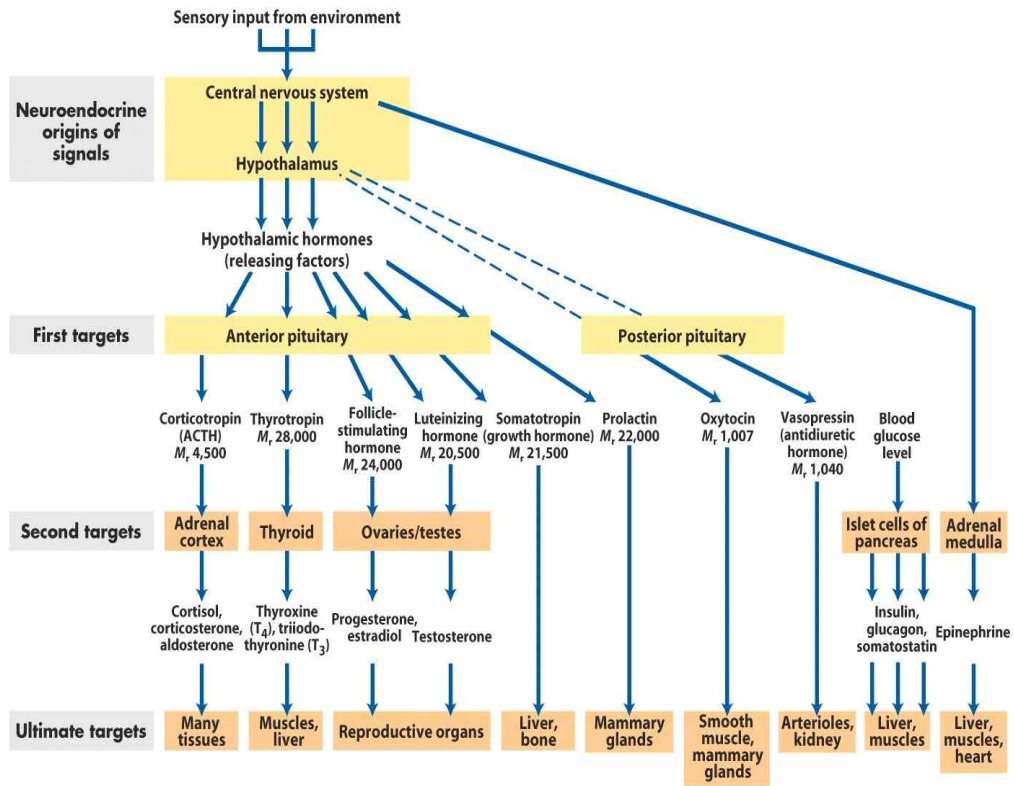 Sensory input from environment
Neuroendocrine
origins of
signals
Central nervous system
Hypothalamus
Hypothalamic hormones
(releasing factors)
First targets
Anterior pituitary
Posterior pituitary
Corticotropin
(ACTH)
Mr 4,500
Thyrotropin
Mr 28,000
Follicle-
stimulating
hormone
Mr 24,000
Luteinizing
hormone
Mr 20,500
Somatotropin
(growth hormone)
Mr 21,500
Prolactin
Mr 22,000
Oxytocin
Mr 1,007
Vasopressin
(antidiuretic
hormone)
Mr 1,040
Blood
glucose
level
Second targets
Adrenal
cortex
Thyroid
Ovaries/testes
Islet cells of
pancreas
Adrenal
medulla
Cortisol,
corticosterone,
aldosterone
Thyroxine
(T4), triiodo-
thyronine (T3)
Progesterone,
estradiol
Testosterone
Insulin,
glucagon,
somatostatin
Epinephrine
Ultimate targets
Many
tissues
Muscles,
liver
Reproductive organs
Liver,
bone
Mammary
glands
Smooth
muscle,
mammary
glands
Arterioles,
kidney
Liver,
muscles
Liver,
muscles,
heart